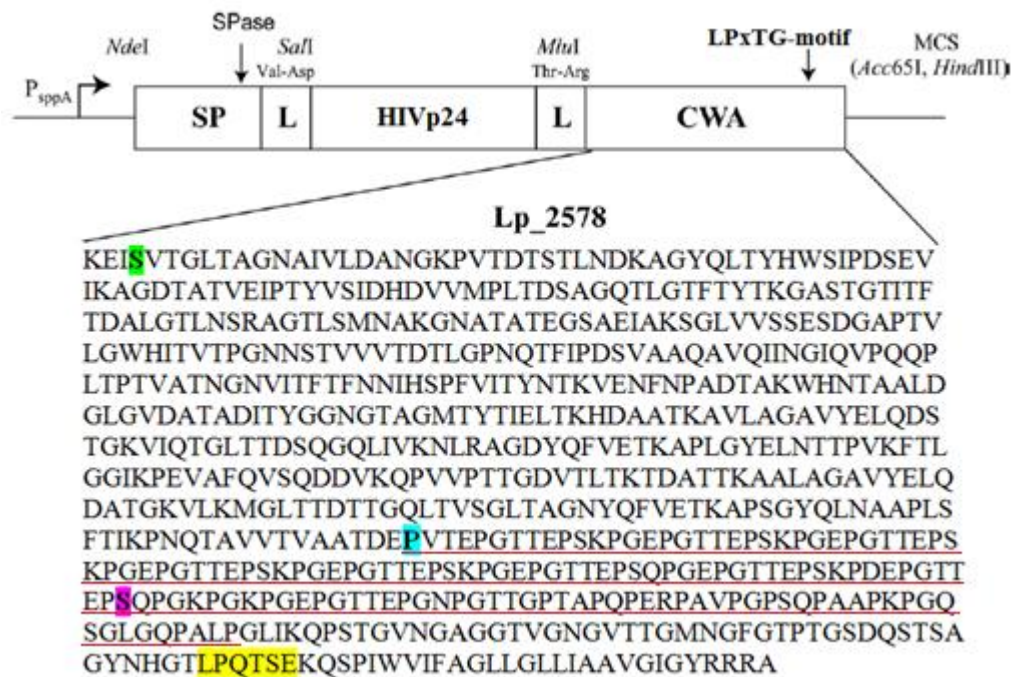 SPase
NdeI SalI MluI LPxTG-motif MCS
Val-Asp Thr-Arg (Acc65I, HindIII)
PsppA
SP L HIVp24 L CWA
Lp_2578
KEISVTGLTAGNAIVLDANGKPVTDTSTLNDKAGYQLTYHWSIPDSEV
IKAGDTATVEIPTYVSIDHDVVMPLTDSAGQTLGTFTYTKGASTGTITF
TDALGTLNSRAGTLSMNAKGNATATEGSAEIAKSGLVVSSESDGAPTV
LGWHITVTPGNNSTVVVTDTLGPNQTFIPDSVAAQAVQIINGIQVPQQP
LTPTVATNGNVITFTFNNIHSPFVITYNTKVENFNPADTAKWHNTAALD
GLGVDATADITYGGNGTAGMTYTIELTKHDAATKAVLAGAVYELQDS
TGKVIQTGLTTDSQGQLIVKNLRAGDYQFVETKAPLGYELNTTPVKFTL
GGIKPEVAFQVSQDDVKQPVVPTTGDVTLTKTDATTKAALAGAVYELQ
DATGKVLKMGLTTDTTGQLTVSGLTAGNYQFVETKAPSGYQLNAAPLS
FTIKPNQTAVVTVAATDEPVTEPGTTEPSKPGEPGTTEPSKPGEPGTTEPS
KPGEPGTTEPSKPGEPGTTEPSKPGEPGTTEPSQPGEPGTTEPSKPDEPGTT
EPSQPGKPGKPGEPGTTEPGNPGTTGPTAPQPERPAVPGPSQPAAPKPGQ
SGLGQPALPGLIKQPSTGVNGAGGTVGNGVTTGMNGFGTPTGSDQSTSA
GYNHGTLPQTSEKQSPIWVIFAGLLGLLIAAVGIGYRRRA